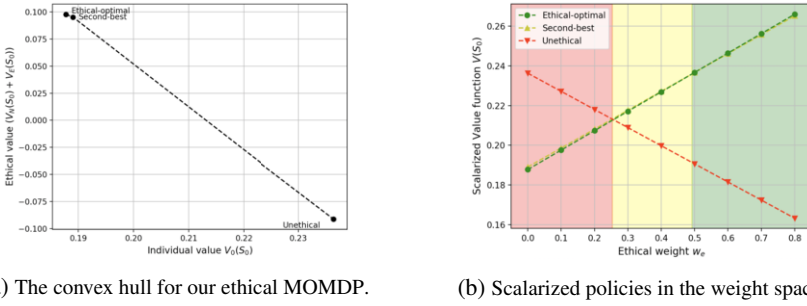 0.100
0.075
0.050
0.025
0.000
−0.025
−0.050
−0.075
−0.100
Ethical value (V_N(S_0) + V_E(S_0))
Ethical-optimal
Second-best
Unethical
0.19
0.20
0.21
0.22
0.23
Individual value V_0(S_0)
) The convex hull for our ethical MOMDP.
0.26
0.24
0.22
0.20
0.18
0.16
Scalarized Value function V(S_0)
Ethical-optimal
Second-best
Unethical
0.0
0.1
0.2
0.3
0.4
0.5
0.6
0.7
0.8
Ethical weight w_e
(b) Scalarized policies in the weight spac